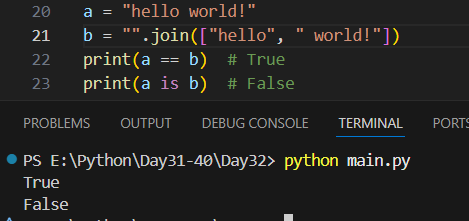 20 a = "hello world!"
21 b = "".join(["hello", " world!"])
22 print(a == b)  # True
23 print(a is b)  # False
PROBLEMS OUTPUT DEBUG CONSOLE TERMINAL PORTS
PS E:\Python\Day31-40\Day32> python main.py
True
False